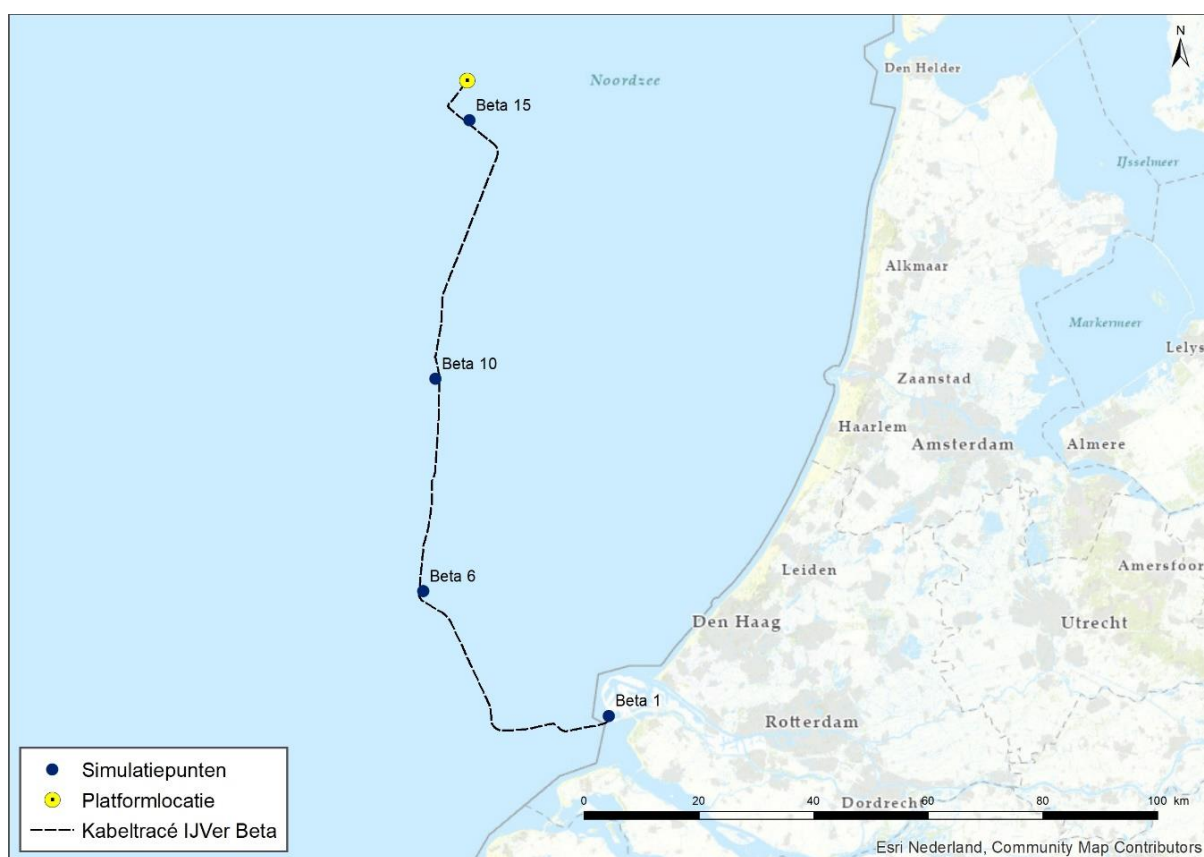 N
Den Helder
Noordzee
Beta 15
IJsselmeer
Alkmaar
Markermeer
Lelys
Beta 10
Zaanstad
Haarlem
Amsterdam
Almere
Leiden
Amersfoor
Beta 6
Den Haag
Utrecht
Beta 1
Rotterdam
Simulatiepunten
Platformlocatie
Kabeltracé IJVer Beta
Dordrecht
0 20 40 60 80 100 km
Esri Nederland, Community Map Contributors